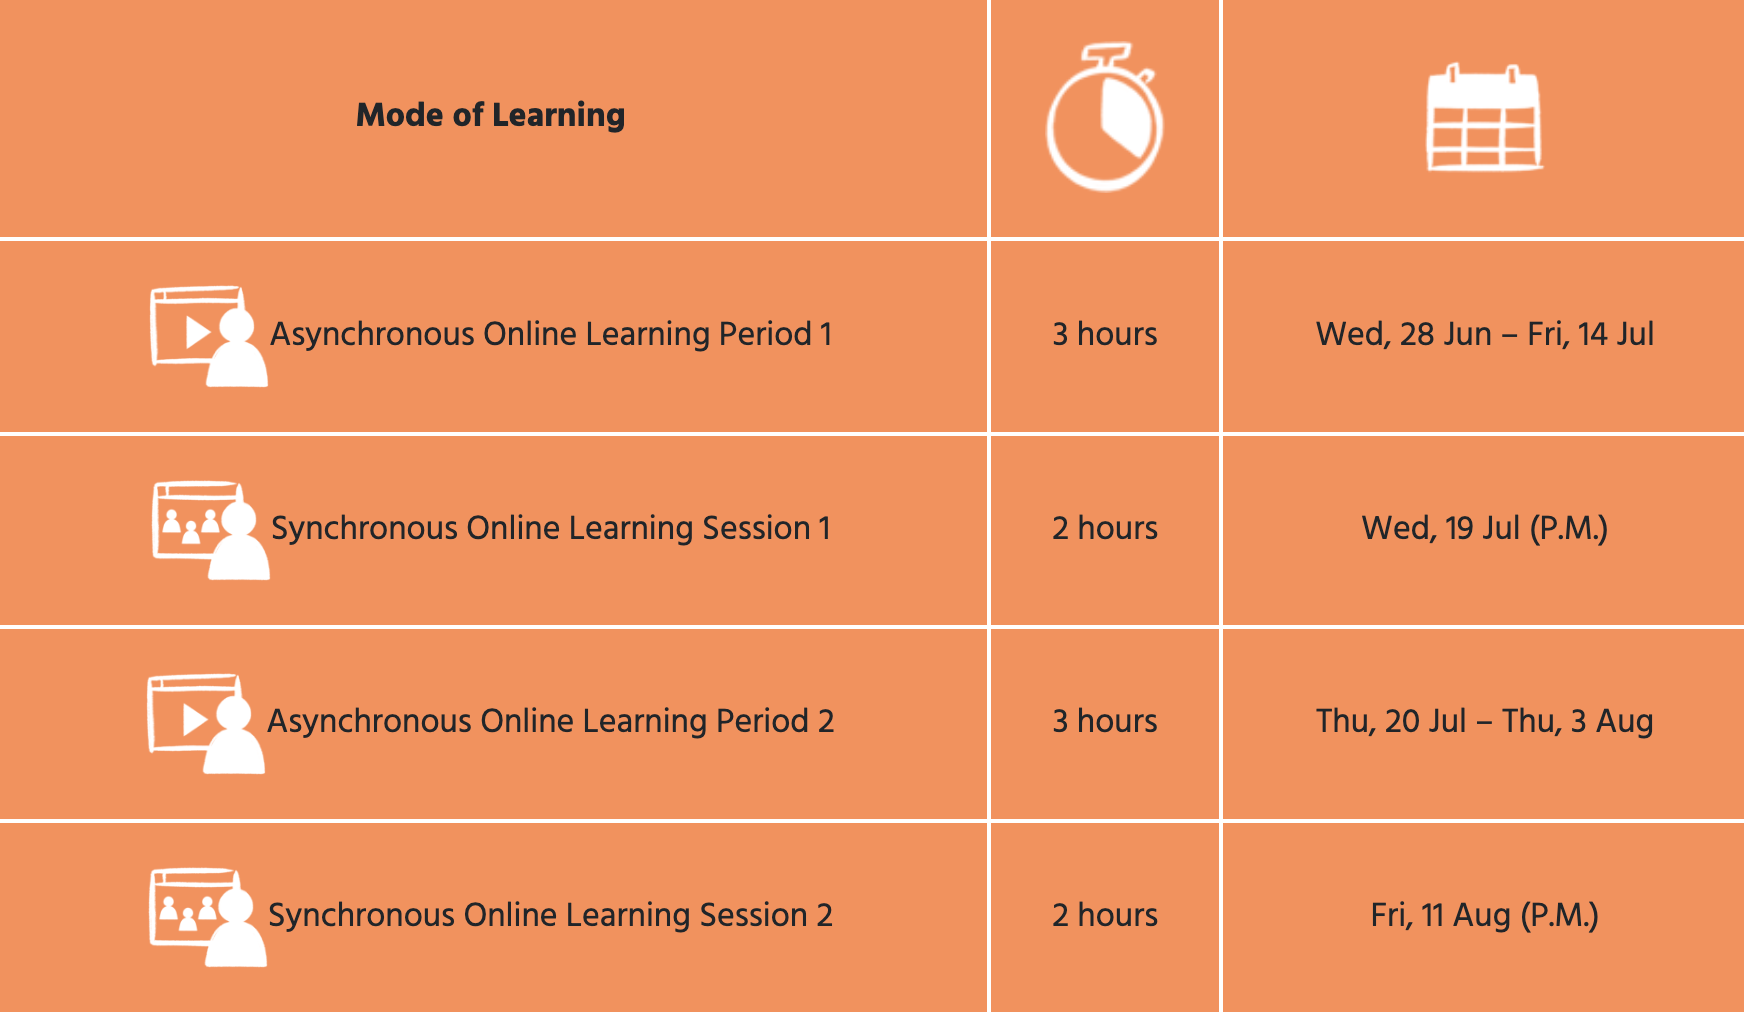 Mode of Learning
Asynchronous Online Learning Period 1
3 hours
Wed, 28 Jun – Fri, 14 Jul
Synchronous Online Learning Session 1
2 hours
Wed, 19 Jul (P.M.)
Asynchronous Online Learning Period 2
3 hours
Thu, 20 Jul – Thu, 3 Aug
Synchronous Online Learning Session 2
2 hours
Fri, 11 Aug (P.M.)